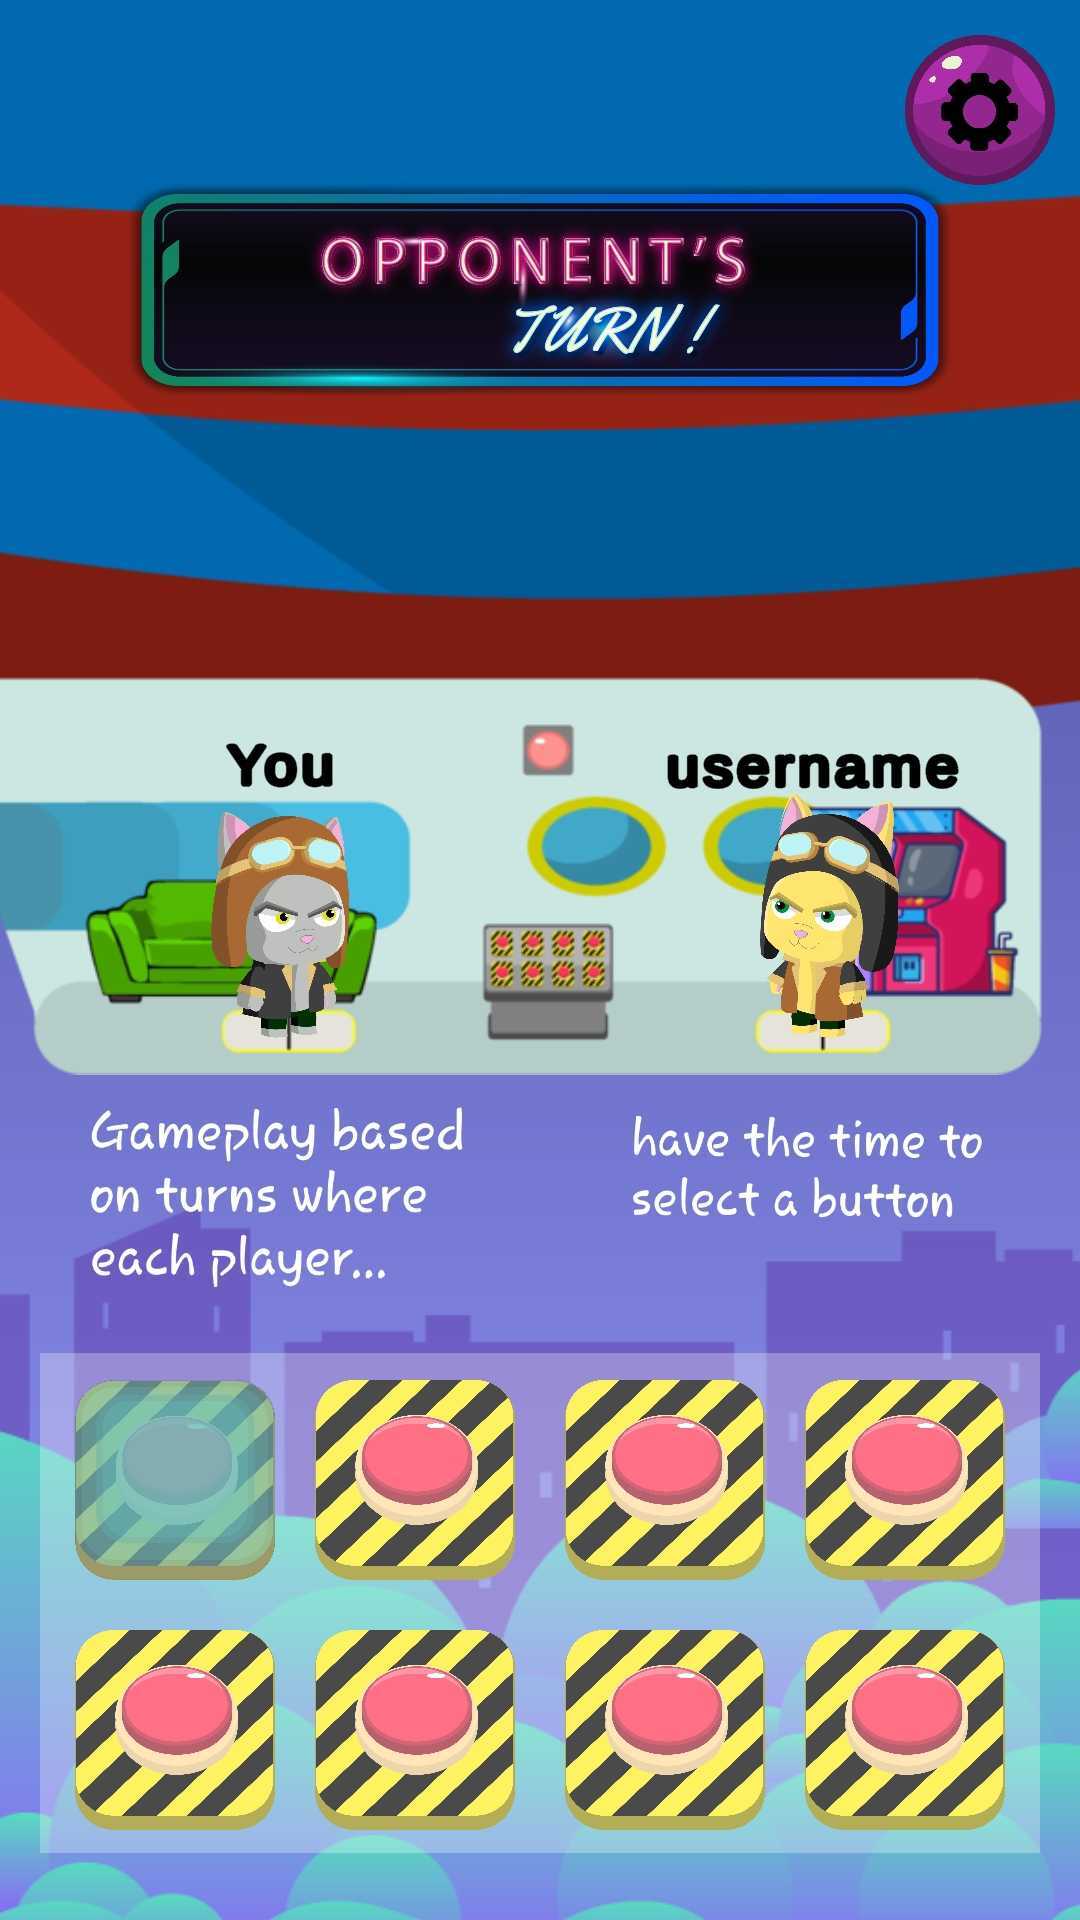 OPPONENT'S
TURN !
You
username
Gameplay based
on turns where
each player...
have the time to
select a button